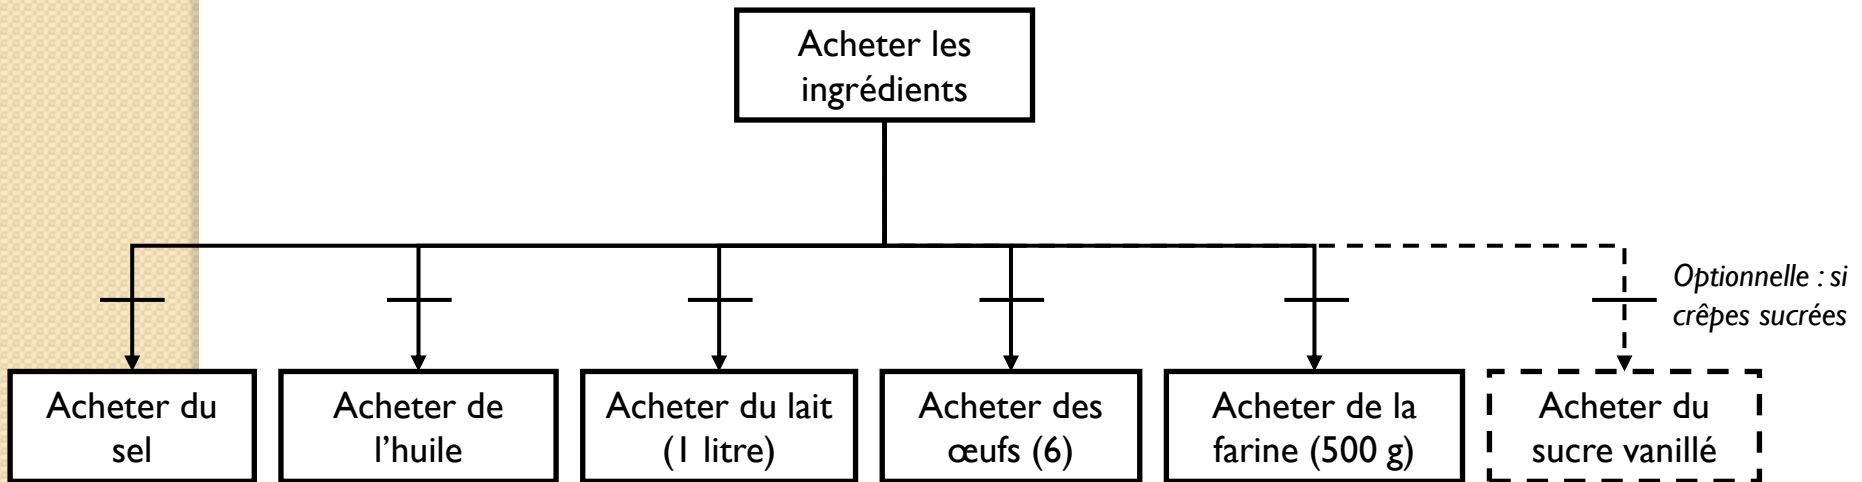 Acheter les
ingrédients
Optionnelle : si
crêpes sucrées
Acheter du
sel
Acheter de
l’huile
Acheter du lait
(1 litre)
Acheter des
œufs (6)
Acheter de la
farine (500 g)
Acheter du
sucre vanillé